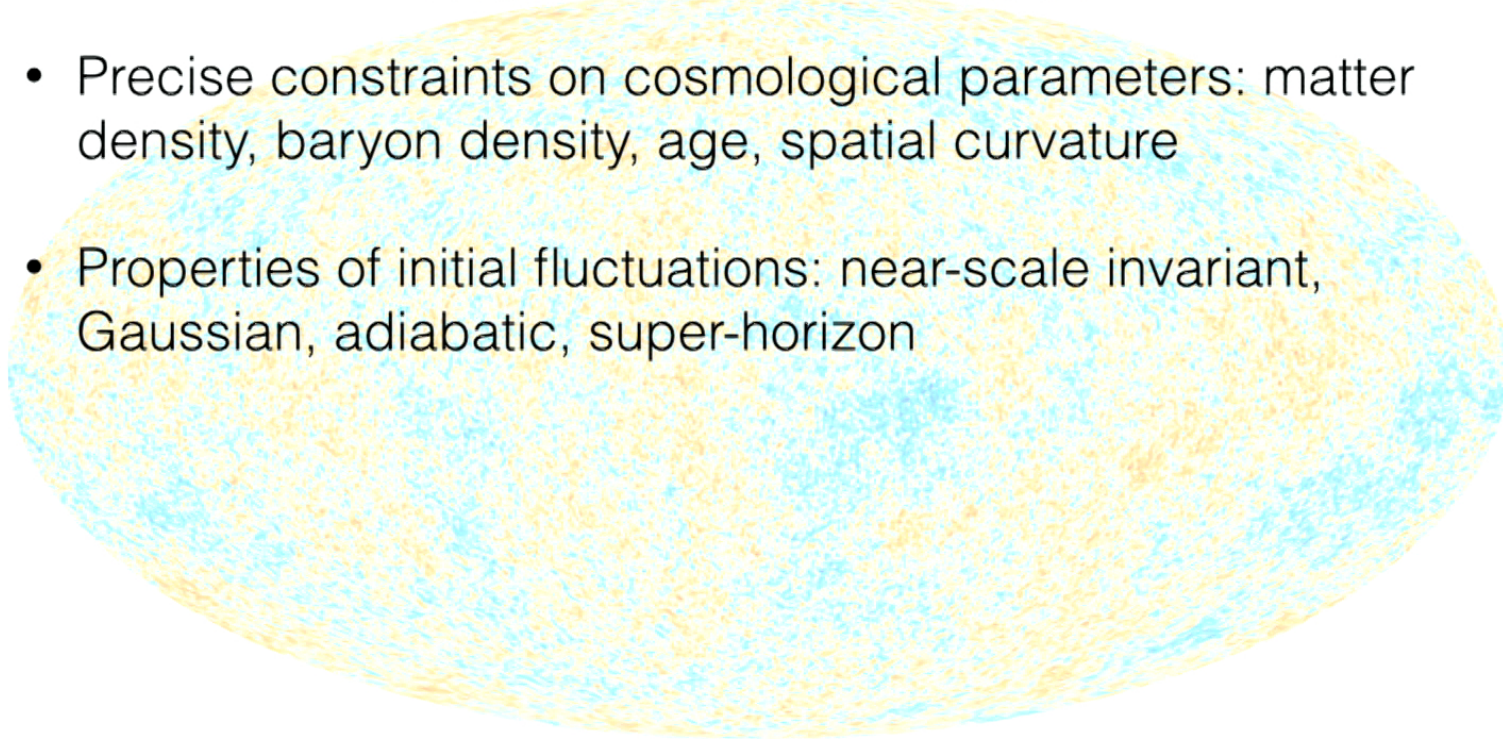 • Precise constraints on cosmological parameters: matter
density, baryon density, age, spatial curvature
• Properties of initial fluctuations: near-scale invariant,
Gaussian, adiabatic, super-horizon